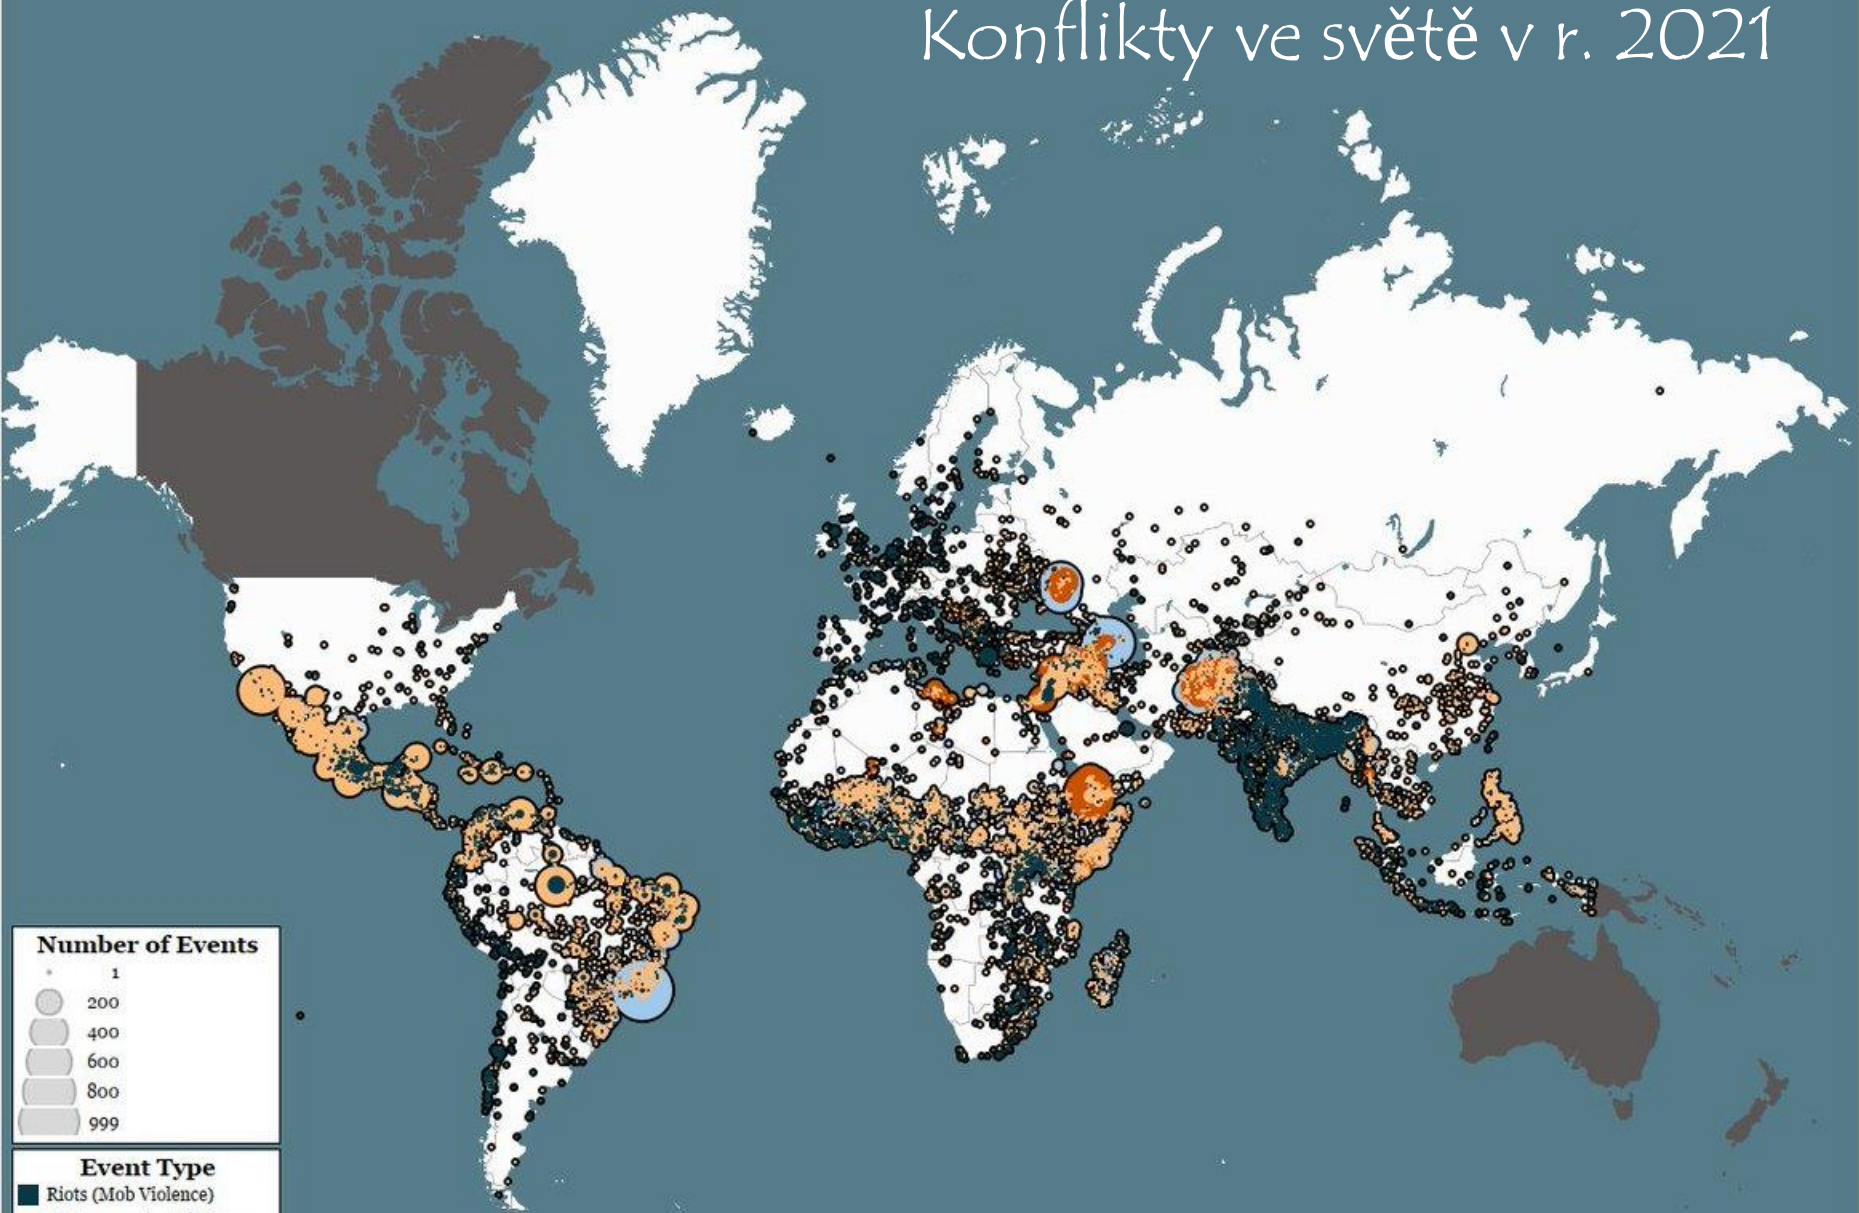 Konflikty ve světě v r. 2021
Number of Events
1
200
400
600
800
999
Event Type
Riots (Mob Violence)